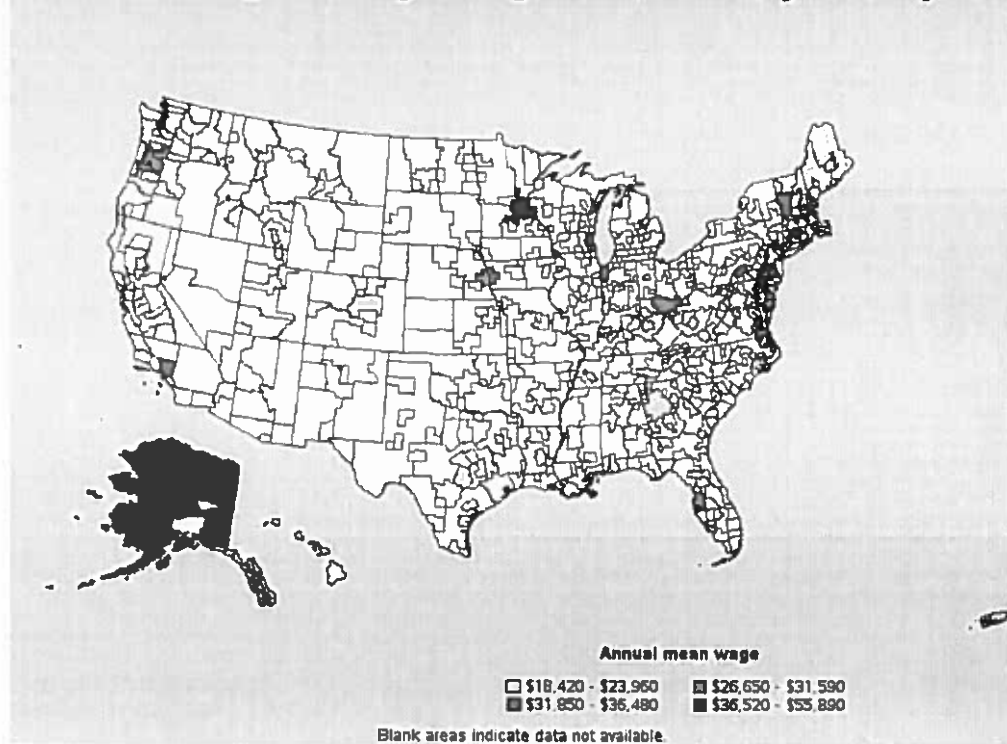 Annual mean wage
$18,420 - $23,960 $26,650 - $31,590
$31,850 - $36,480 $36,520 - $55,890
Blank areas indicate data not available.